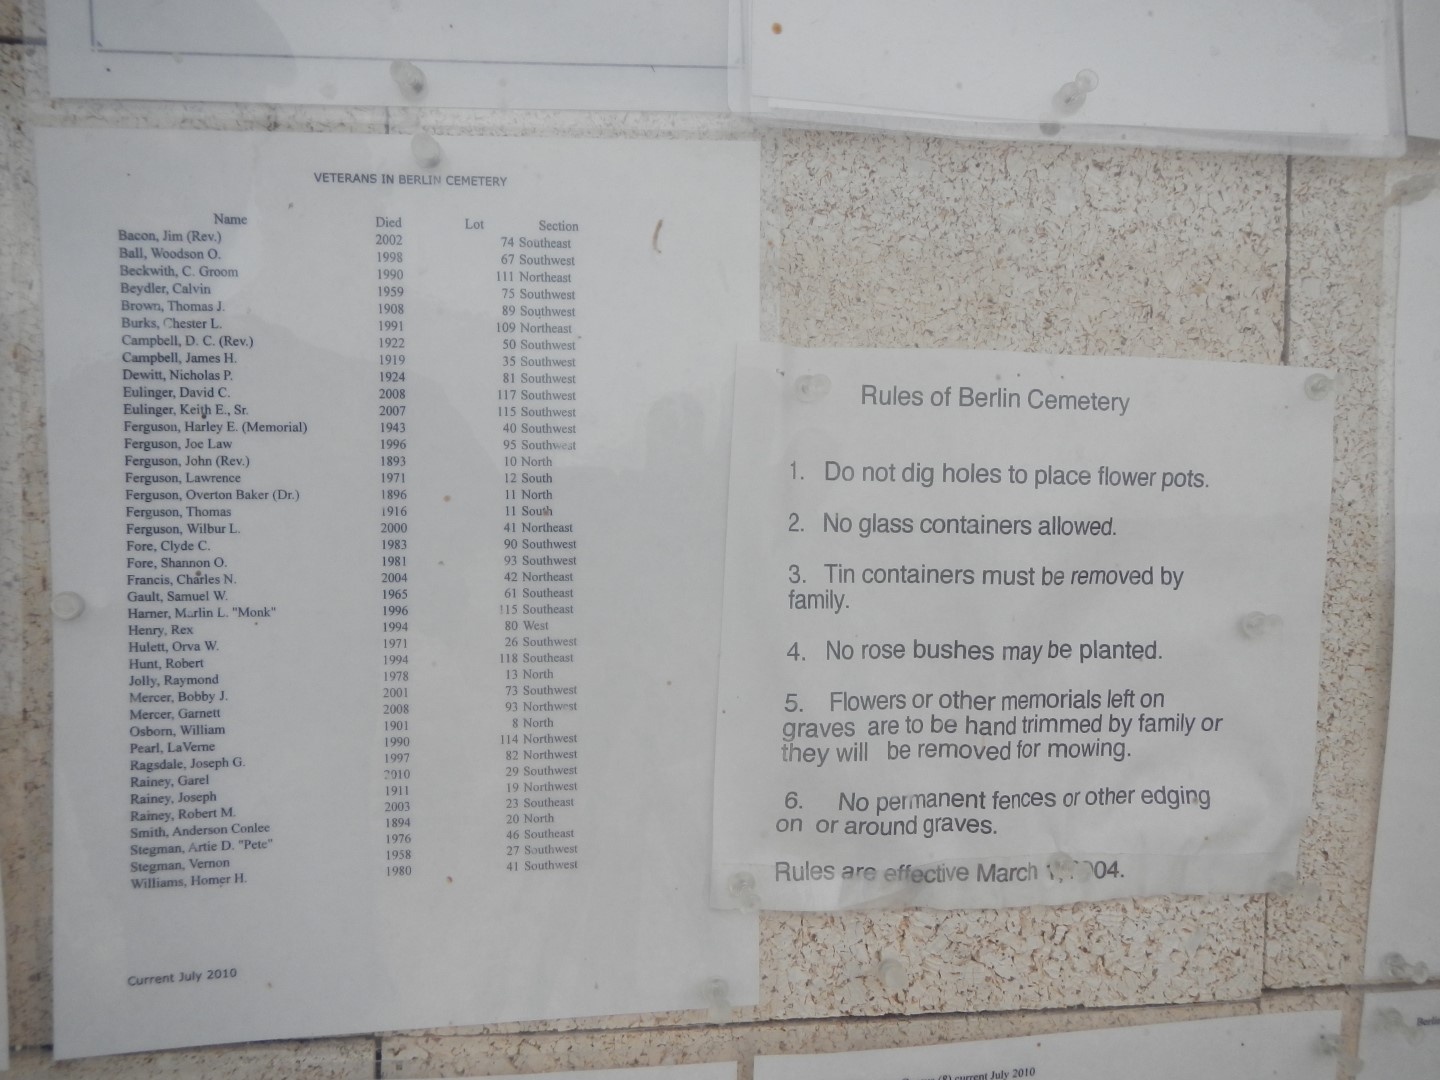 VETERANS IN BERLIN CEMETERY
Name Died Lot Section
Bacon, Jim (Rev.) 2002 74 Southeast
Ball, Woodson O. 1998 67 Southwest
Beckwith, C. Groom 1990 111 Northeast
Beydler, Calvin 1959 75 Southwest
Brown, Thomas J. 1908 89 Southwest
Burks, Chester L. 1991 109 Northeast
Campbell, D. C. (Rev.) 1922 50 Southwest
Campbell, James H. 1919 35 Southwest
Dewitt, Nicholas P. 1924 81 Southwest
Eulinger, David C. 2008 117 Southwest
Eulinger, Keith E., Sr. 2007 115 Southwest
Ferguson, Harley E. (Memorial) 1943 40 Southwest
Ferguson, Joe Law 1996 95 Southwest
Ferguson, John (Rev.) 1893 10 North
Ferguson, Lawrence 1971 12 South
Ferguson, Overton Baker (Dr.) 1896 11 North
Ferguson, Thomas 1916 11 South
Ferguson, Wilbur L. 2000 41 Northeast
Fore, Clyde C. 1983 90 Southwest
Fore, Shannon O. 1981 93 Southwest
Francis, Charles N. 2004 42 Northeast
Gault, Samuel W. 1965 61 Southeast
Harner, Marlin L. "Monk" 1996 115 Southeast
Henry, Rex 1994 80 West
Hulett, Orva W. 1971 26 Southwest
Hunt, Robert 1994 118 Southeast
Jolly, Raymond 1978 13 North
Mercer, Bobby J. 2001 73 Southwest
Mercer, Garnett 2008 93 Northwest
Osborn, William 1901 8 North
Pearl, LaVerne 1990 114 Northwest
Ragsdale, Joseph G. 1997 82 Northwest
Rainey, Garel 2010 29 Southwest
Rainey, Joseph 1911 19 Northwest
Rainey, Robert M. 2003 23 Southeast
Smith, Anderson Conlee 1894 20 North
Stegman, Artie D. "Pete" 1976 46 Southeast
Stegman, Vernon 1958 27 Southwest
Williams, Homer H. 1980 41 Southwest
Current July 2010
Rules of Berlin Cemetery
1. Do not dig holes to place flower pots.
2. No glass containers allowed.
3. Tin containers must be removed by
family.
4. No rose bushes may be planted.
5. Flowers or other memorials left on
graves are to be hand trimmed by family or
they will be removed for mowing.
6. No permanent fences or other edging
on or around graves.
Rules are effective March 04.
current July 2010